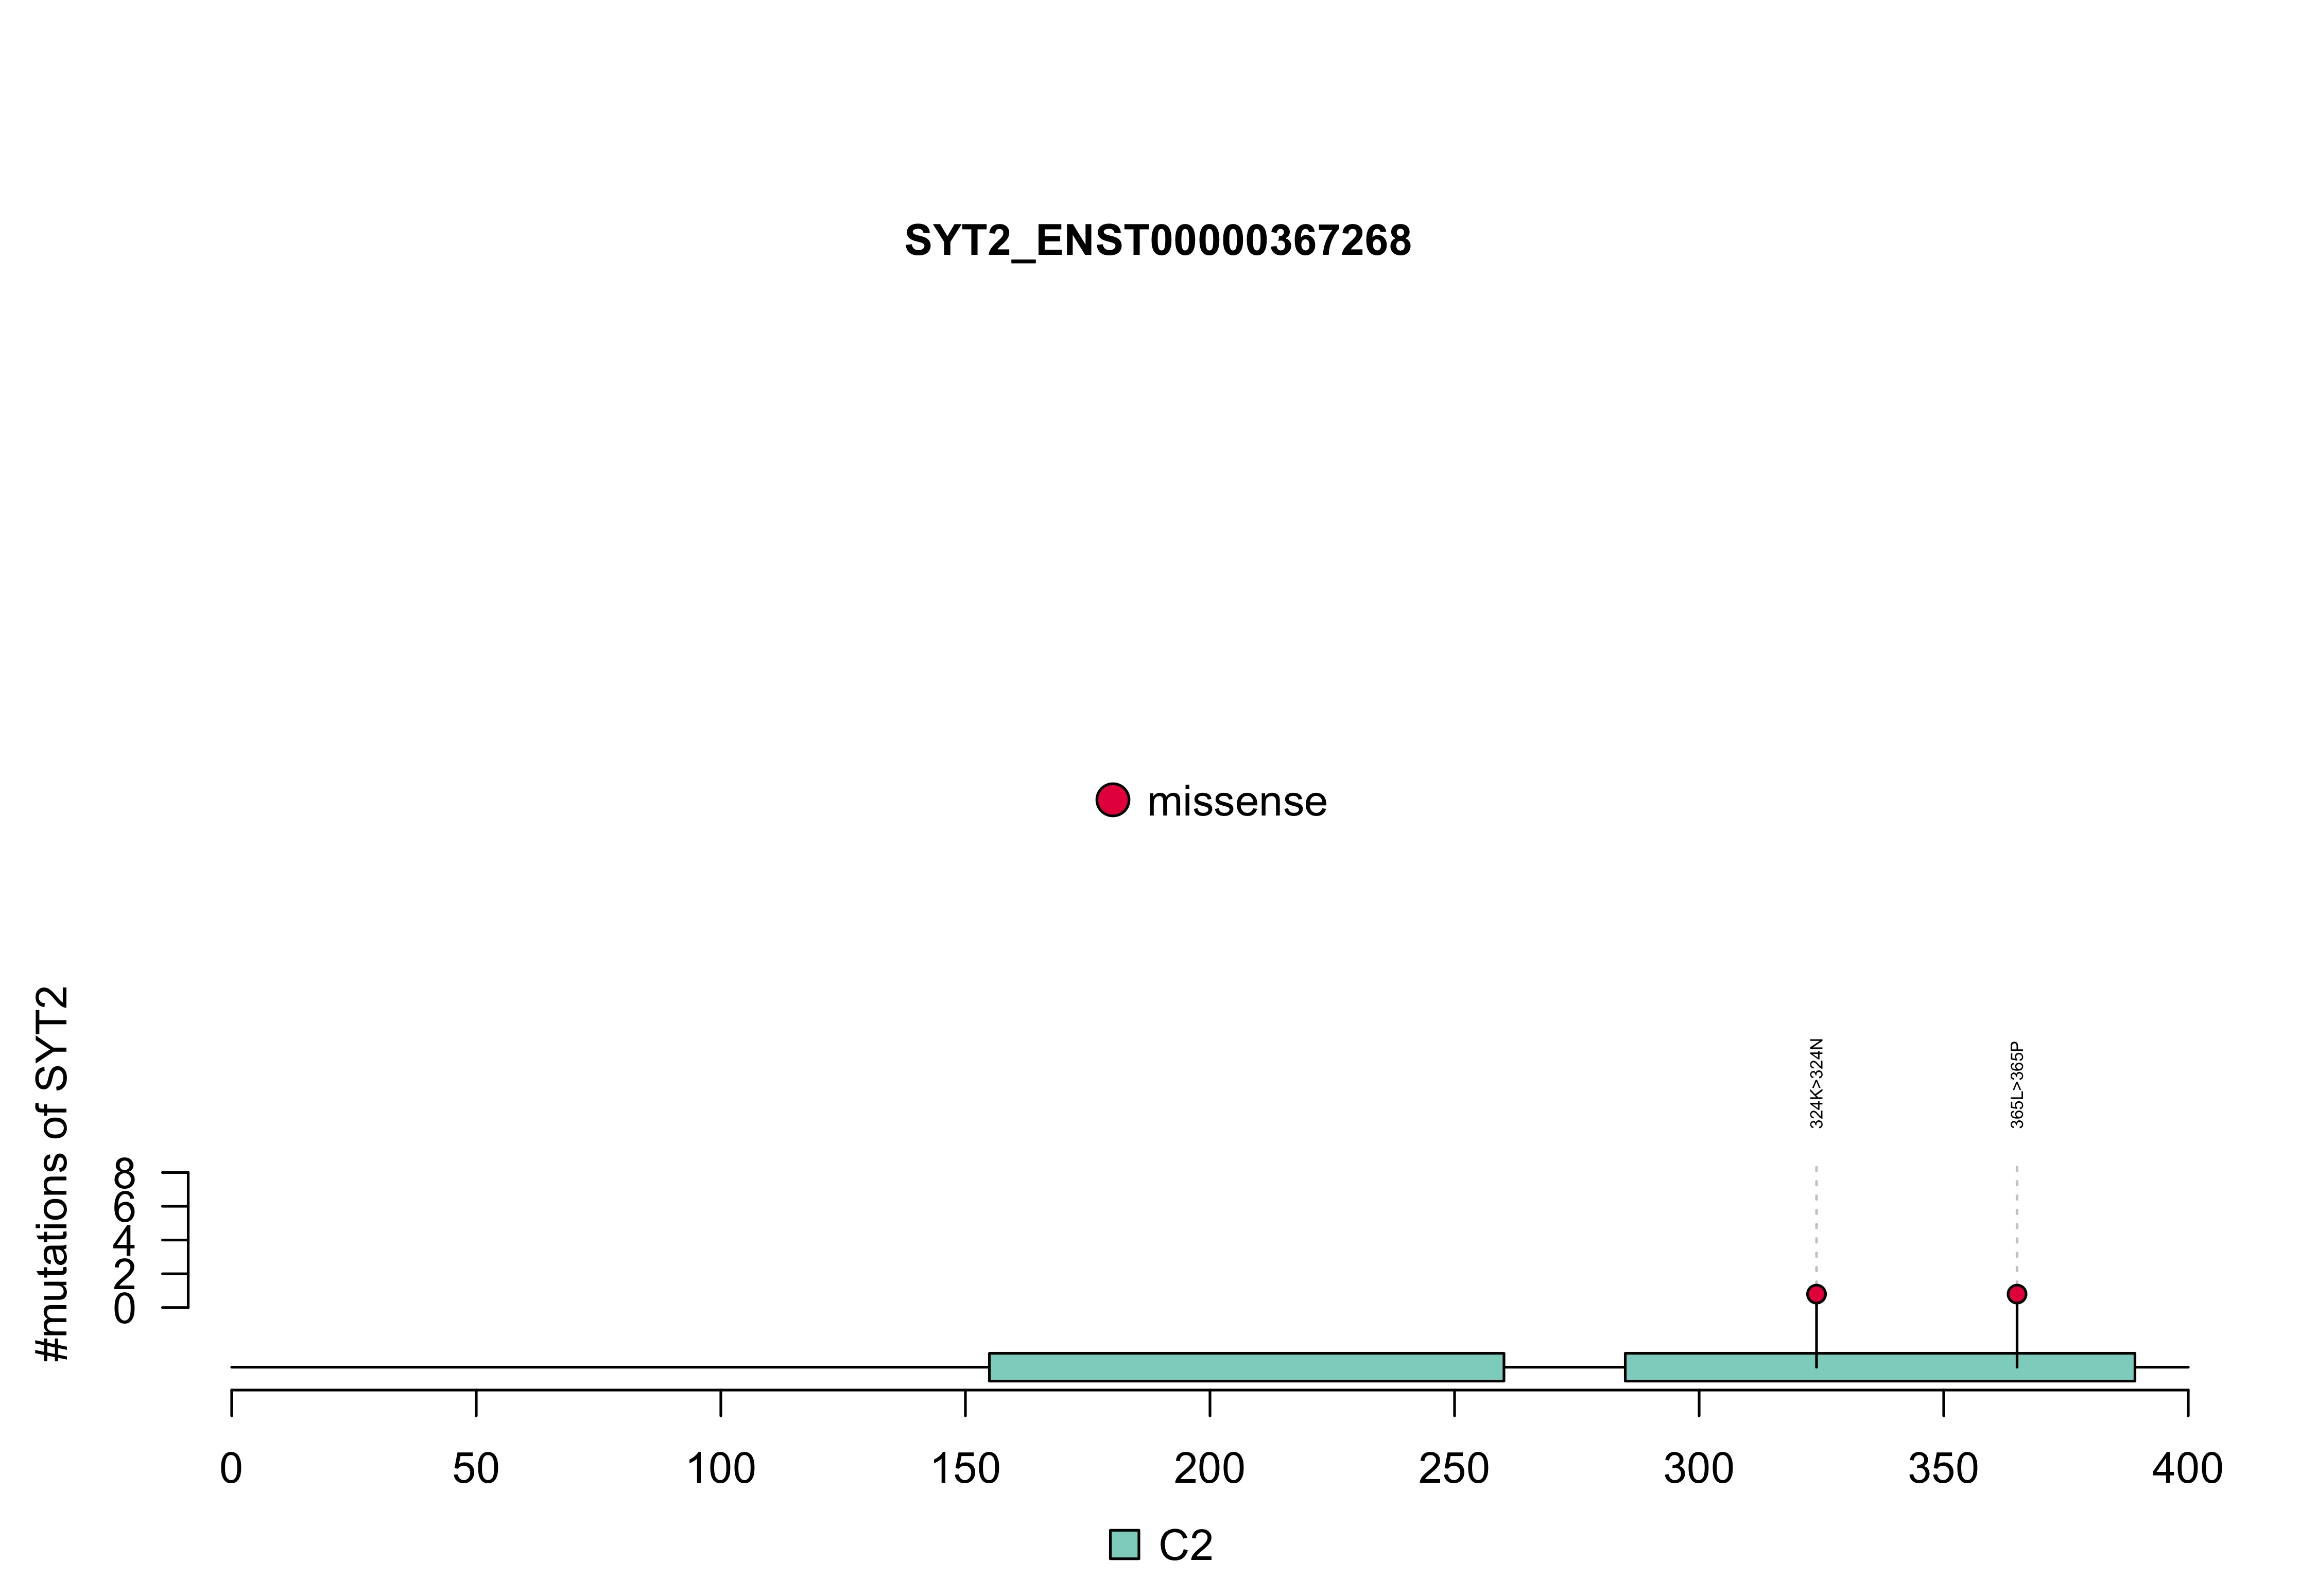 SYT2_ENST00000367268
missense
#mutations of SYT2
324K>324N
365L>365P
8
6
4
2
0
0 50 100 150 200 250 300 350 400
C2